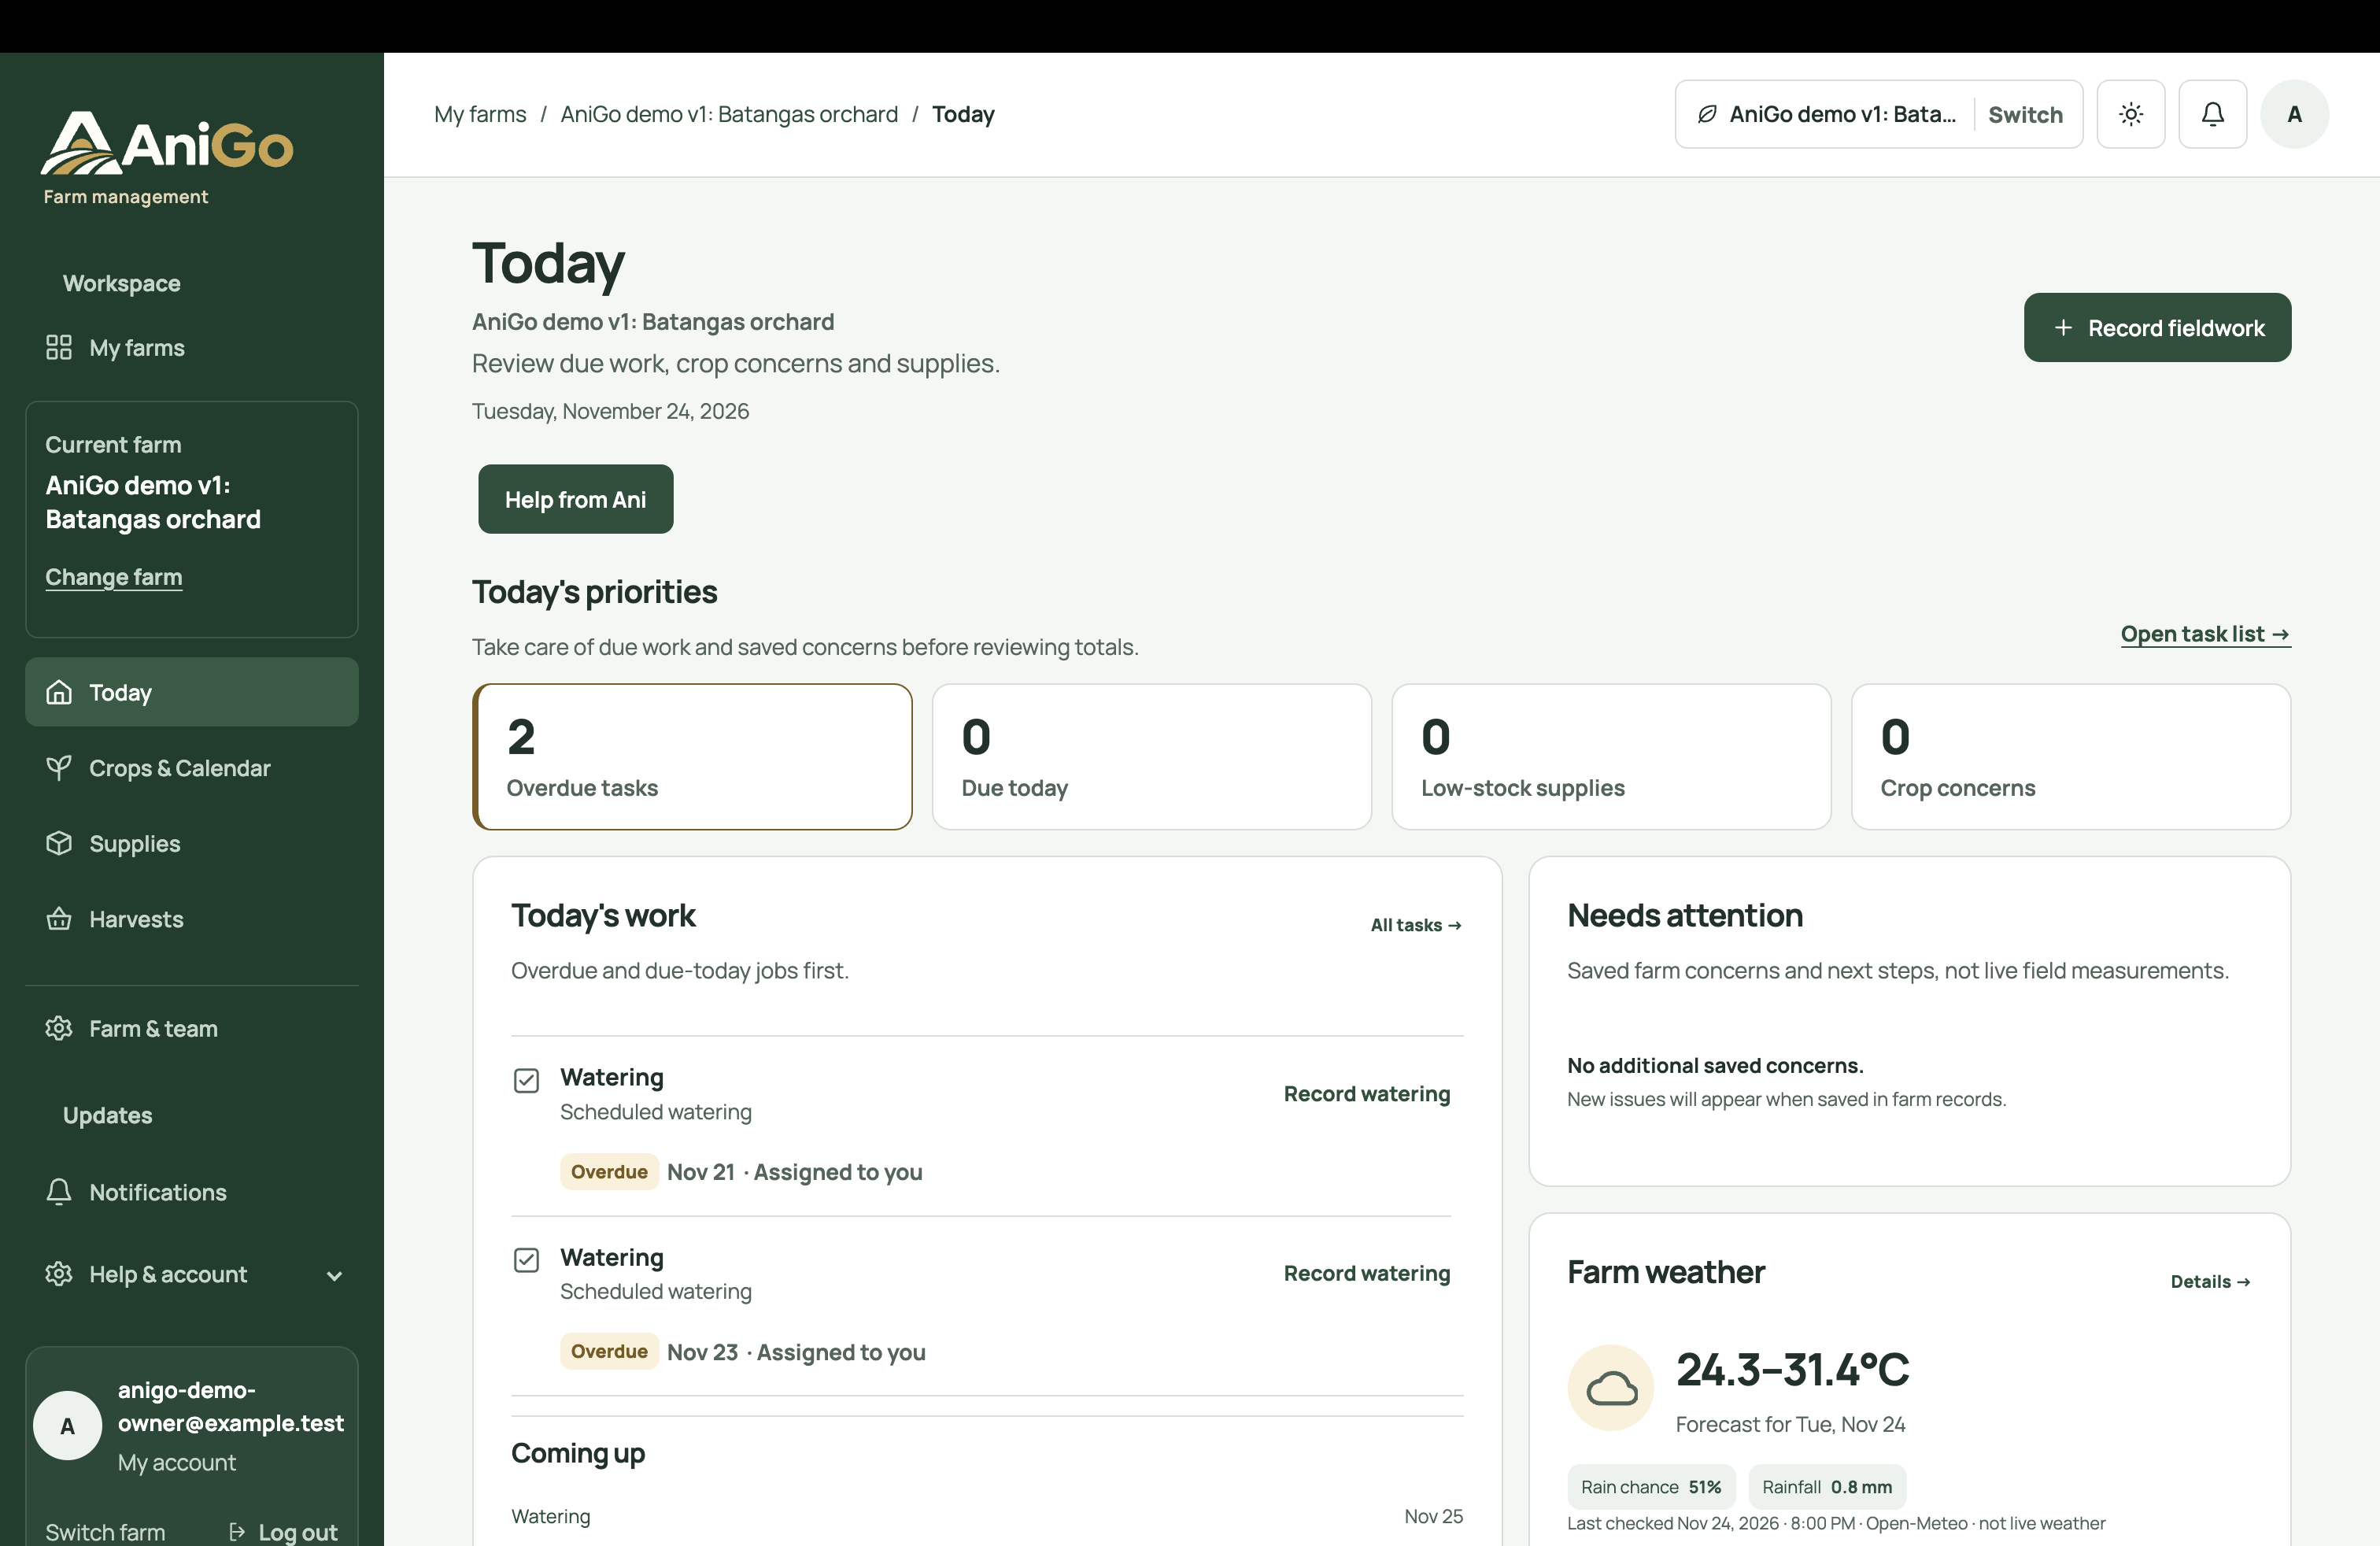 AniGo
Farm management
Workspace
My farms
Current farm
AniGo demo v1:
Batangas orchard
Change farm
Today
Crops & Calendar
Supplies
Harvests
Farm & team
Updates
Notifications
Help & account
A
anigo-demo-
owner@example.test
My account
Switch farm
Log out
My farms / AniGo demo v1: Batangas orchard / Today
AniGo demo v1: Bata... Switch
A
Today
AniGo demo v1: Batangas orchard
Review due work, crop concerns and supplies.
Tuesday, November 24, 2026
+ Record fieldwork
Help from Ani
Today's priorities
Take care of due work and saved concerns before reviewing totals.
Open task list →
2
Overdue tasks
0
Due today
0
Low-stock supplies
0
Crop concerns
Today's work
All tasks →
Overdue and due-today jobs first.
Watering
Scheduled watering
Record watering
Overdue Nov 21 · Assigned to you
Watering
Scheduled watering
Record watering
Overdue Nov 23 · Assigned to you
Coming up
Watering Nov 25
Needs attention
Saved farm concerns and next steps, not live field measurements.
No additional saved concerns.
New issues will appear when saved in farm records.
Farm weather
Details →
24.3–31.4°C
Forecast for Tue, Nov 24
Rain chance 51% Rainfall 0.8 mm
Last checked Nov 24, 2026 · 8:00 PM · Open-Meteo · not live weather